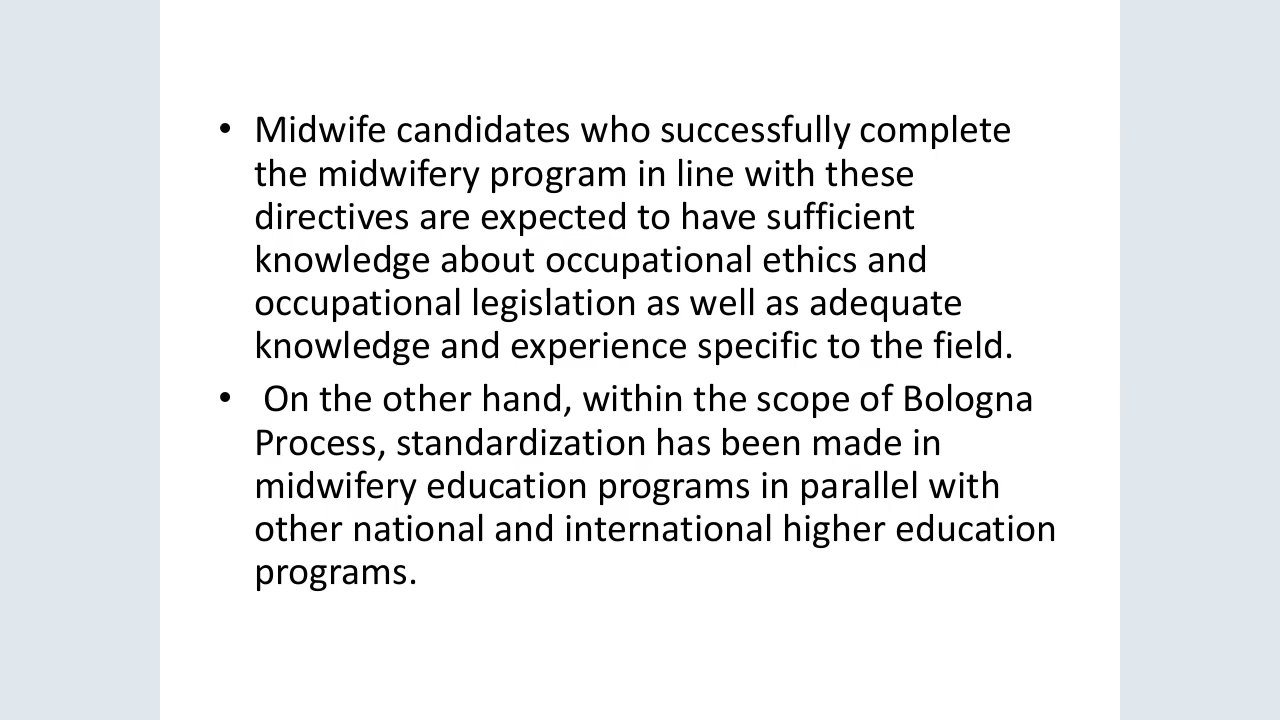 • Midwife candidates who successfully complete
the midwifery program in line with these
directives are expected to have sufficient
knowledge about occupational ethics and
occupational legislation as well as adequate
knowledge and experience specific to the field.
• On the other hand, within the scope of Bologna
Process, standardization has been made in
midwifery education programs in parallel with
other national and international higher education
programs.